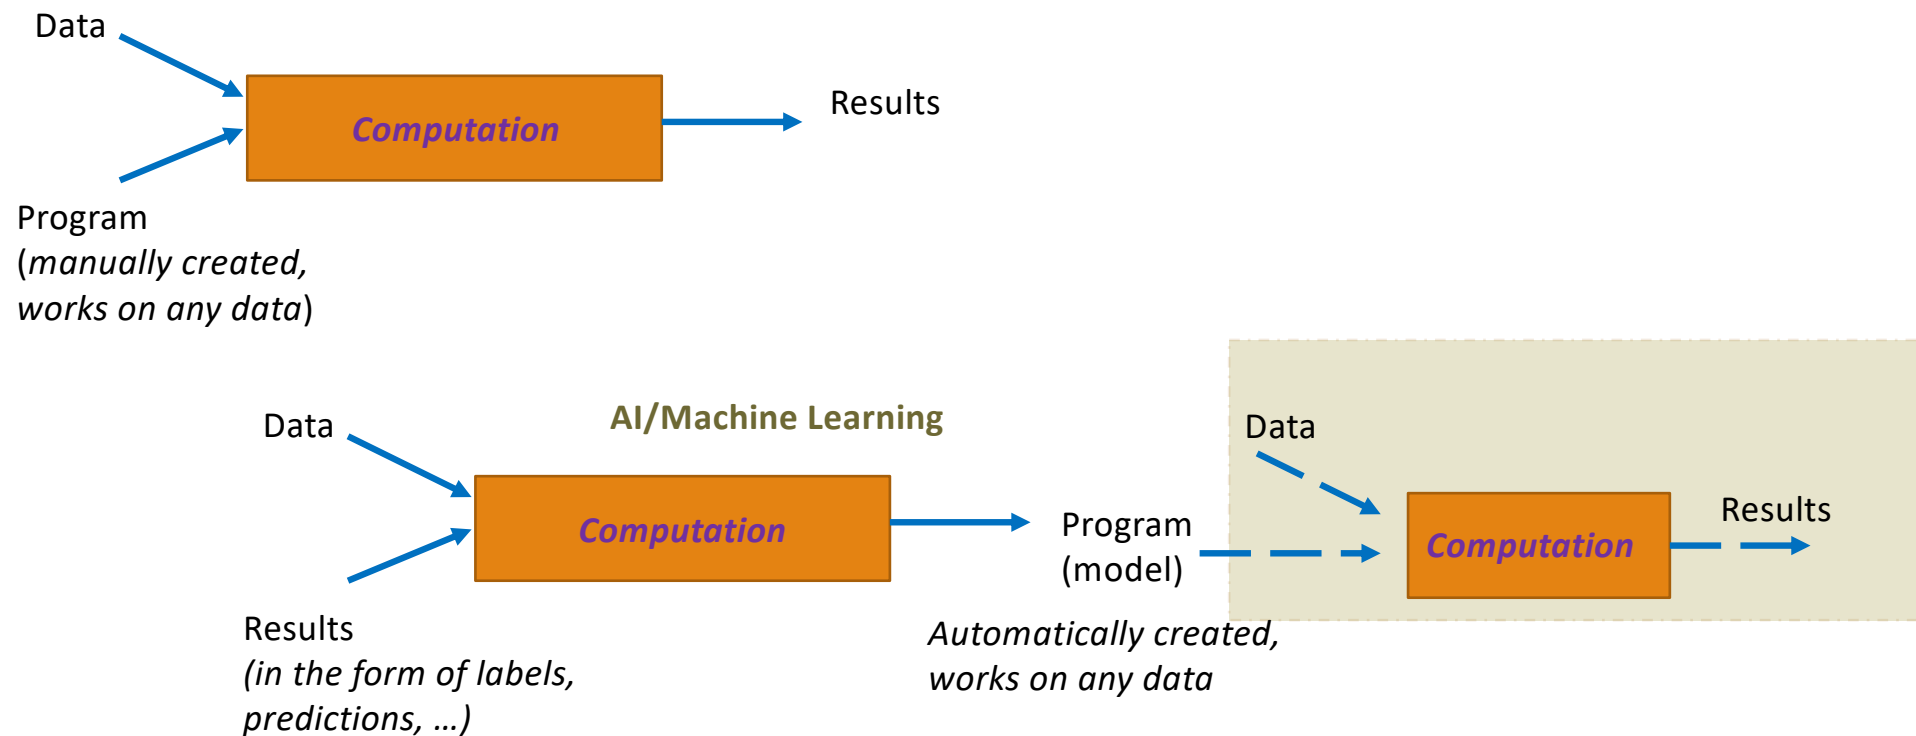 Data
Computation
Results
Program
(manually created,
works on any data)
AI/Machine Learning
Data
Computation
Results
(in the form of labels,
predictions, …)
Program
(model)
Automatically created,
works on any data
Data
Computation
Results